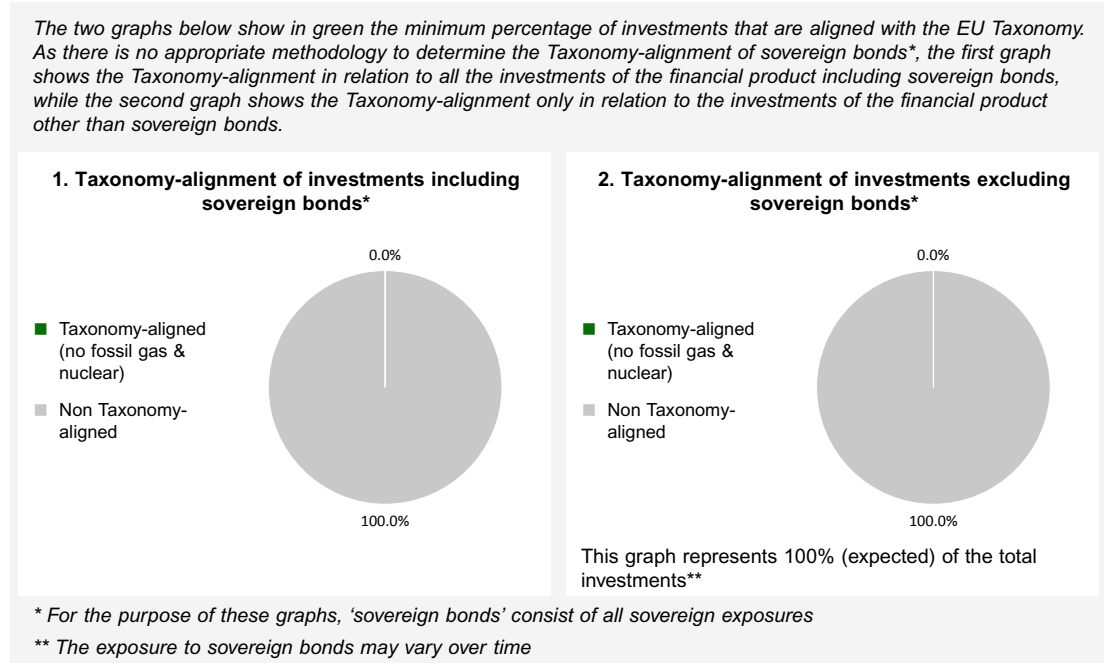 The two graphs below show in green the minimum percentage of investments that are aligned with the EU Taxonomy.
As there is no appropriate methodology to determine the Taxonomy-alignment of sovereign bonds*, the first graph
shows the Taxonomy-alignment in relation to all the investments of the financial product including sovereign bonds,
while the second graph shows the Taxonomy-alignment only in relation to the investments of the financial product
other than sovereign bonds.
1. Taxonomy-alignment of investments including
sovereign bonds*
0.0%
Taxonomy-aligned
(no fossil gas &
nuclear)
Non Taxonomy-
aligned
100.0%
2. Taxonomy-alignment of investments excluding
sovereign bonds*
0.0%
Taxonomy-aligned
(no fossil gas &
nuclear)
Non Taxonomy-
aligned
100.0%
This graph represents 100% (expected) of the total
investments**
* For the purpose of these graphs, ‘sovereign bonds’ consist of all sovereign exposures
** The exposure to sovereign bonds may vary over time